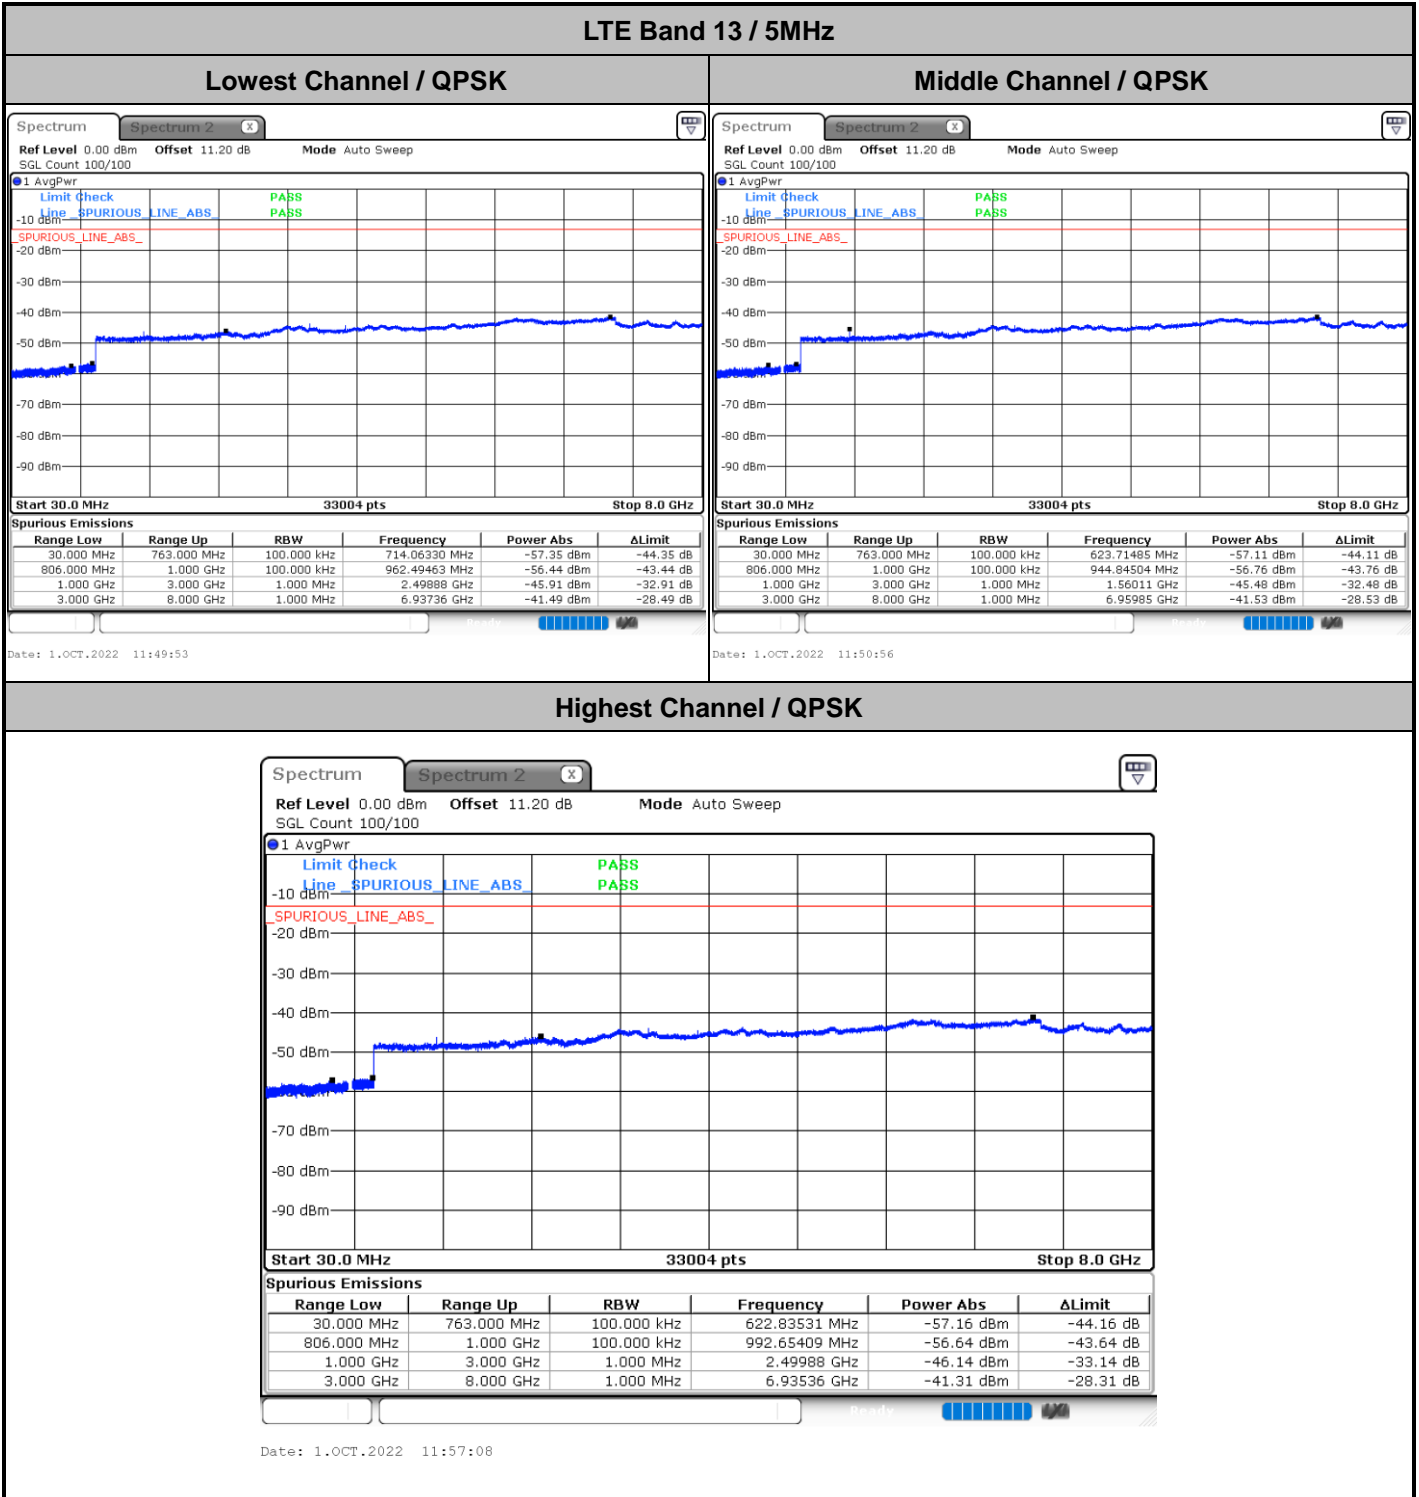 LTE Band 13 / 5MHz
Lowest Channel / QPSK
Middle Channel / QPSK
Spectrum Spectrum 2 X
Ref Level 0.00 dBm Offset 11.20 dB Mode Auto Sweep
SGL Count 100/100
1 AvgPwr
Limit Check PASS
Line _SPURIOUS_LINE_ABS_ PASS
-10 dBm
_SPURIOUS_LINE_ABS_
-20 dBm
-30 dBm
-40 dBm
-50 dBm
-70 dBm
-80 dBm
-90 dBm
Start 30.0 MHz 33004 pts Stop 8.0 GHz
Spurious Emissions
Range Low Range Up RBW Frequency Power Abs ΔLimit
30.000 MHz 763.000 MHz 100.000 kHz 714.06330 MHz -57.35 dBm -44.35 dB
806.000 MHz 1.000 GHz 100.000 kHz 962.49463 MHz -56.44 dBm -43.44 dB
1.000 GHz 3.000 GHz 1.000 MHz 2.49888 GHz -45.91 dBm -32.91 dB
3.000 GHz 8.000 GHz 1.000 MHz 6.93736 GHz -41.49 dBm -28.49 dB
Ready
Date: 1.OCT.2022 11:49:53
Spectrum Spectrum 2 X
Ref Level 0.00 dBm Offset 11.20 dB Mode Auto Sweep
SGL Count 100/100
1 AvgPwr
Limit Check PASS
Line _SPURIOUS_LINE_ABS_ PASS
-10 dBm
_SPURIOUS_LINE_ABS_
-20 dBm
-30 dBm
-40 dBm
-50 dBm
-70 dBm
-80 dBm
-90 dBm
Start 30.0 MHz 33004 pts Stop 8.0 GHz
Spurious Emissions
Range Low Range Up RBW Frequency Power Abs ΔLimit
30.000 MHz 763.000 MHz 100.000 kHz 623.71485 MHz -57.11 dBm -44.11 dB
806.000 MHz 1.000 GHz 100.000 kHz 944.84504 MHz -56.76 dBm -43.76 dB
1.000 GHz 3.000 GHz 1.000 MHz 1.56011 GHz -45.48 dBm -32.48 dB
3.000 GHz 8.000 GHz 1.000 MHz 6.95985 GHz -41.53 dBm -28.53 dB
Ready
Date: 1.OCT.2022 11:50:56
Highest Channel / QPSK
Spectrum Spectrum 2 X
Ref Level 0.00 dBm Offset 11.20 dB Mode Auto Sweep
SGL Count 100/100
1 AvgPwr
Limit Check PASS
Line _SPURIOUS_LINE_ABS_ PASS
-10 dBm
_SPURIOUS_LINE_ABS_
-20 dBm
-30 dBm
-40 dBm
-50 dBm
-70 dBm
-80 dBm
-90 dBm
Start 30.0 MHz 33004 pts Stop 8.0 GHz
Spurious Emissions
Range Low Range Up RBW Frequency Power Abs ΔLimit
30.000 MHz 763.000 MHz 100.000 kHz 622.83531 MHz -57.16 dBm -44.16 dB
806.000 MHz 1.000 GHz 100.000 kHz 992.65409 MHz -56.64 dBm -43.64 dB
1.000 GHz 3.000 GHz 1.000 MHz 2.49988 GHz -46.14 dBm -33.14 dB
3.000 GHz 8.000 GHz 1.000 MHz 6.93536 GHz -41.31 dBm -28.31 dB
Ready
Date: 1.OCT.2022 11:57:08